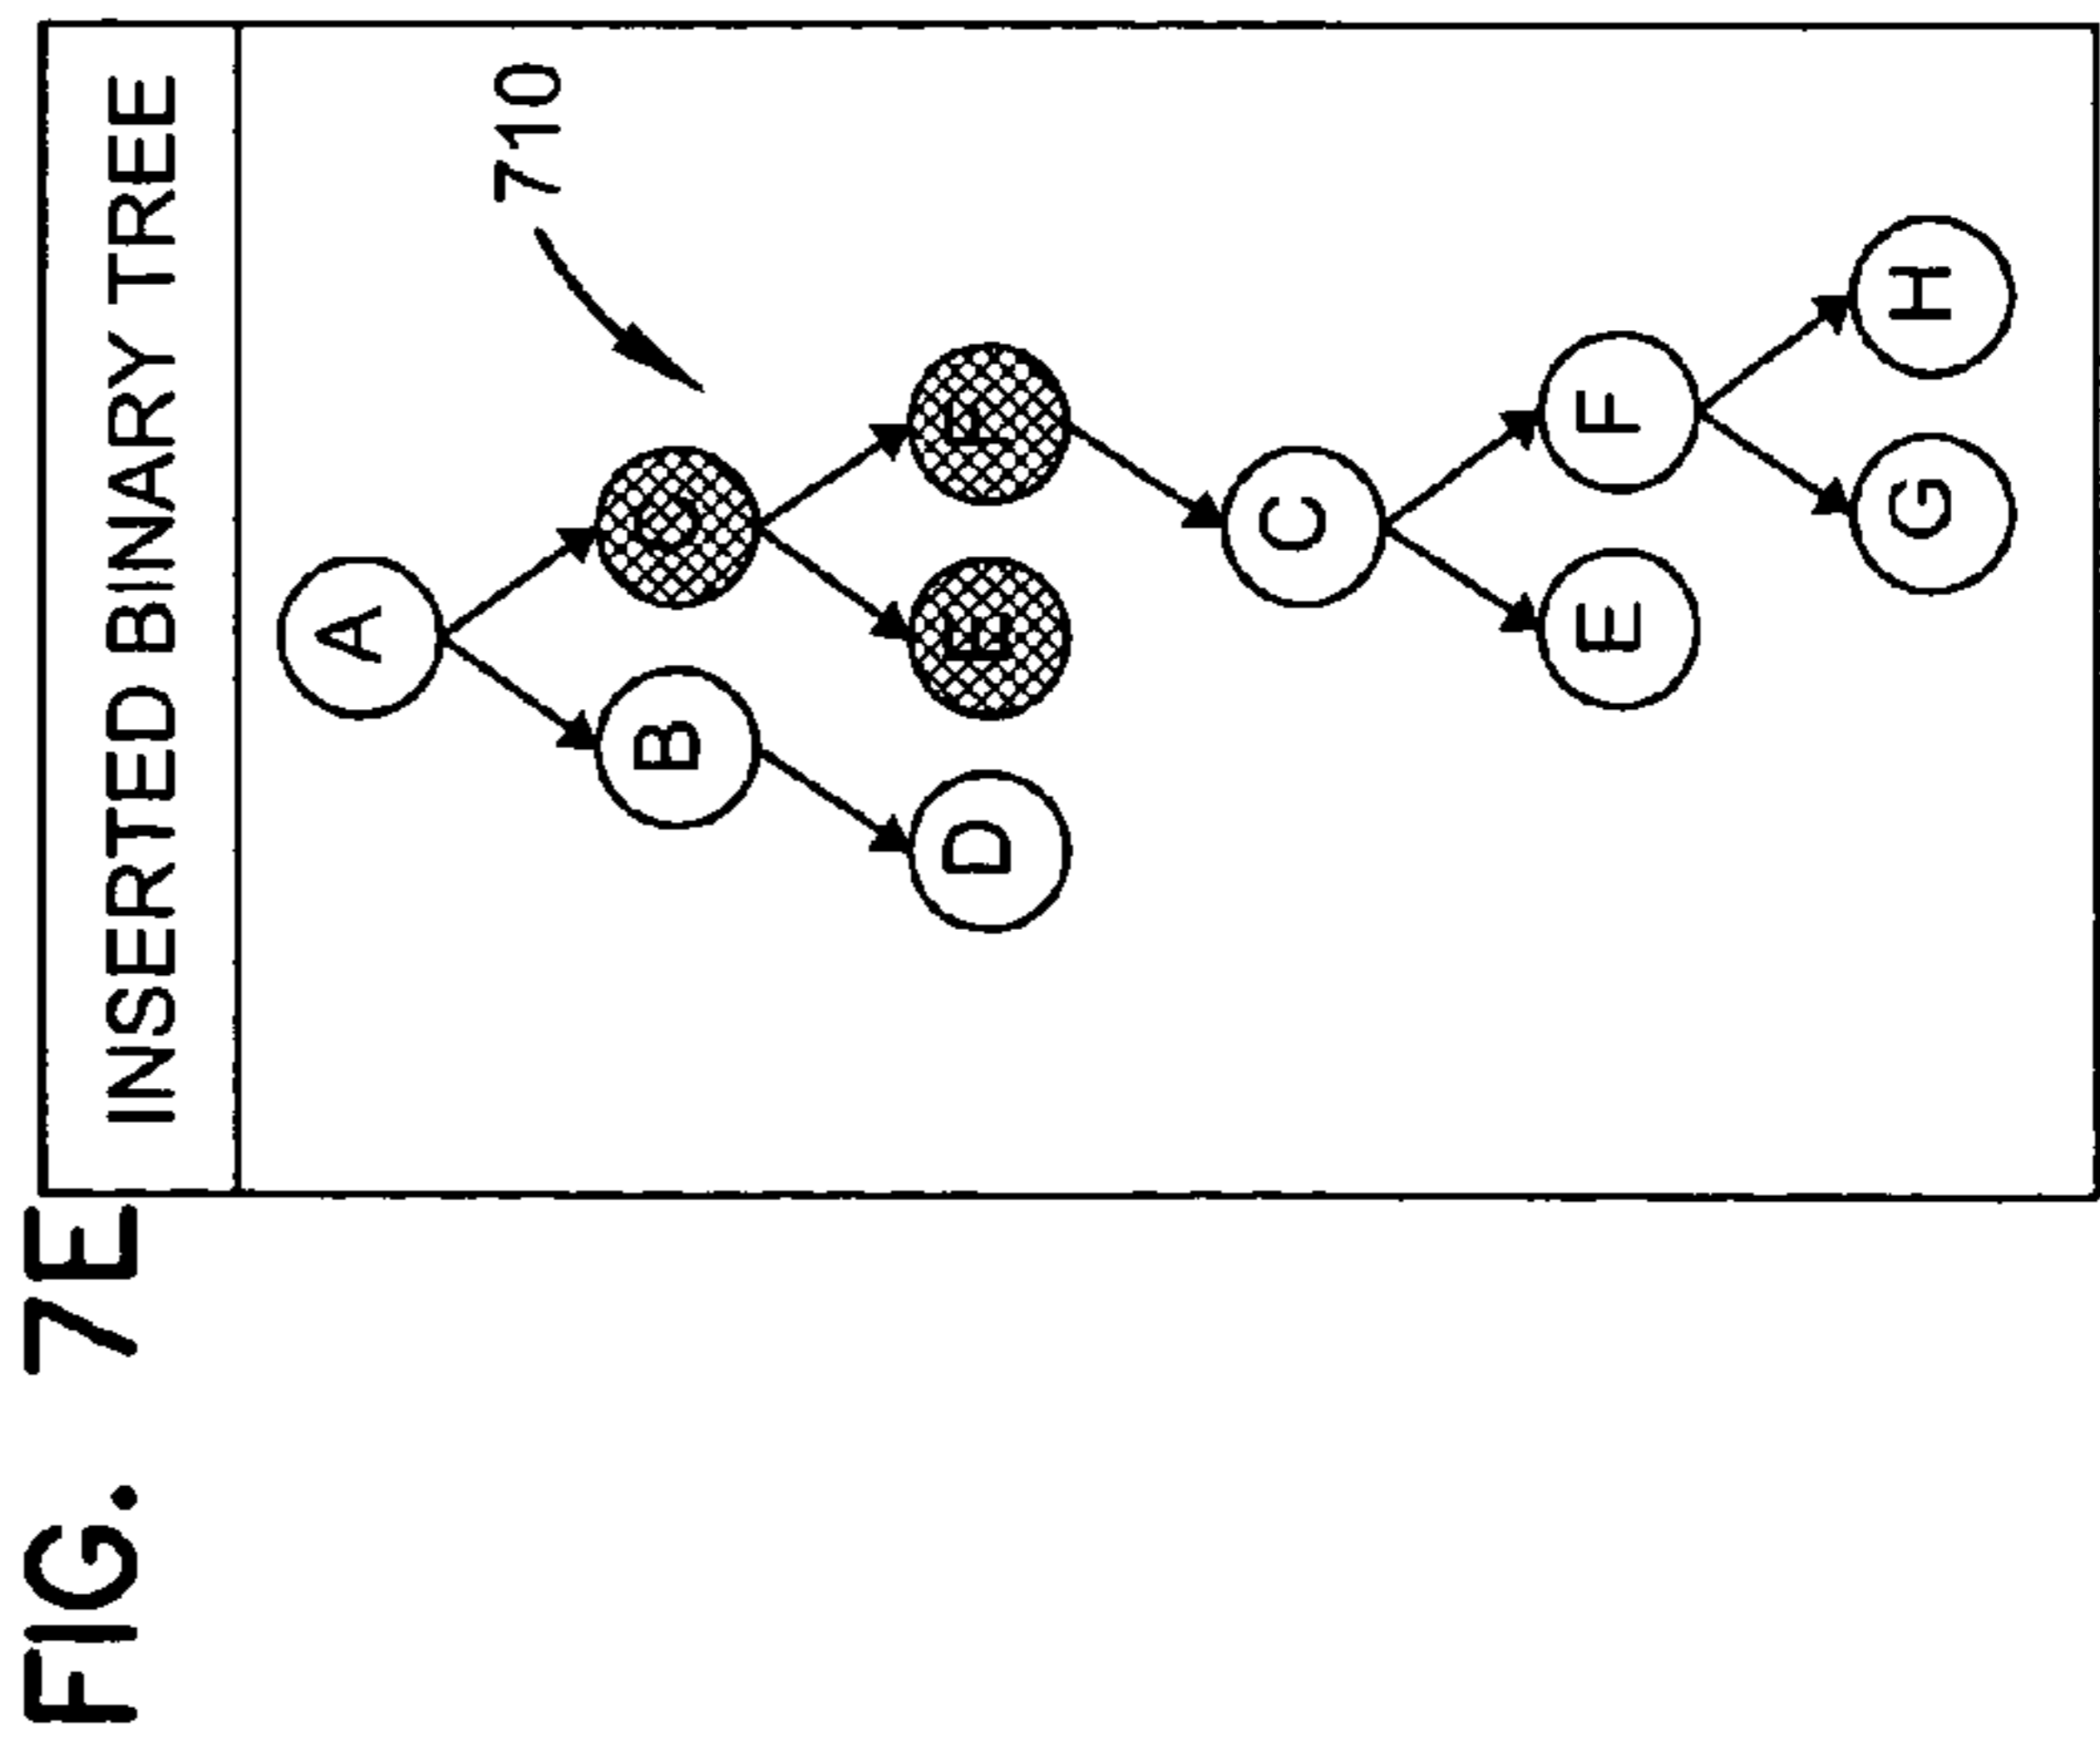 FIG. 7E
INSERTED BINARY TREE
A
710
B C
D E F
C
E F
G H